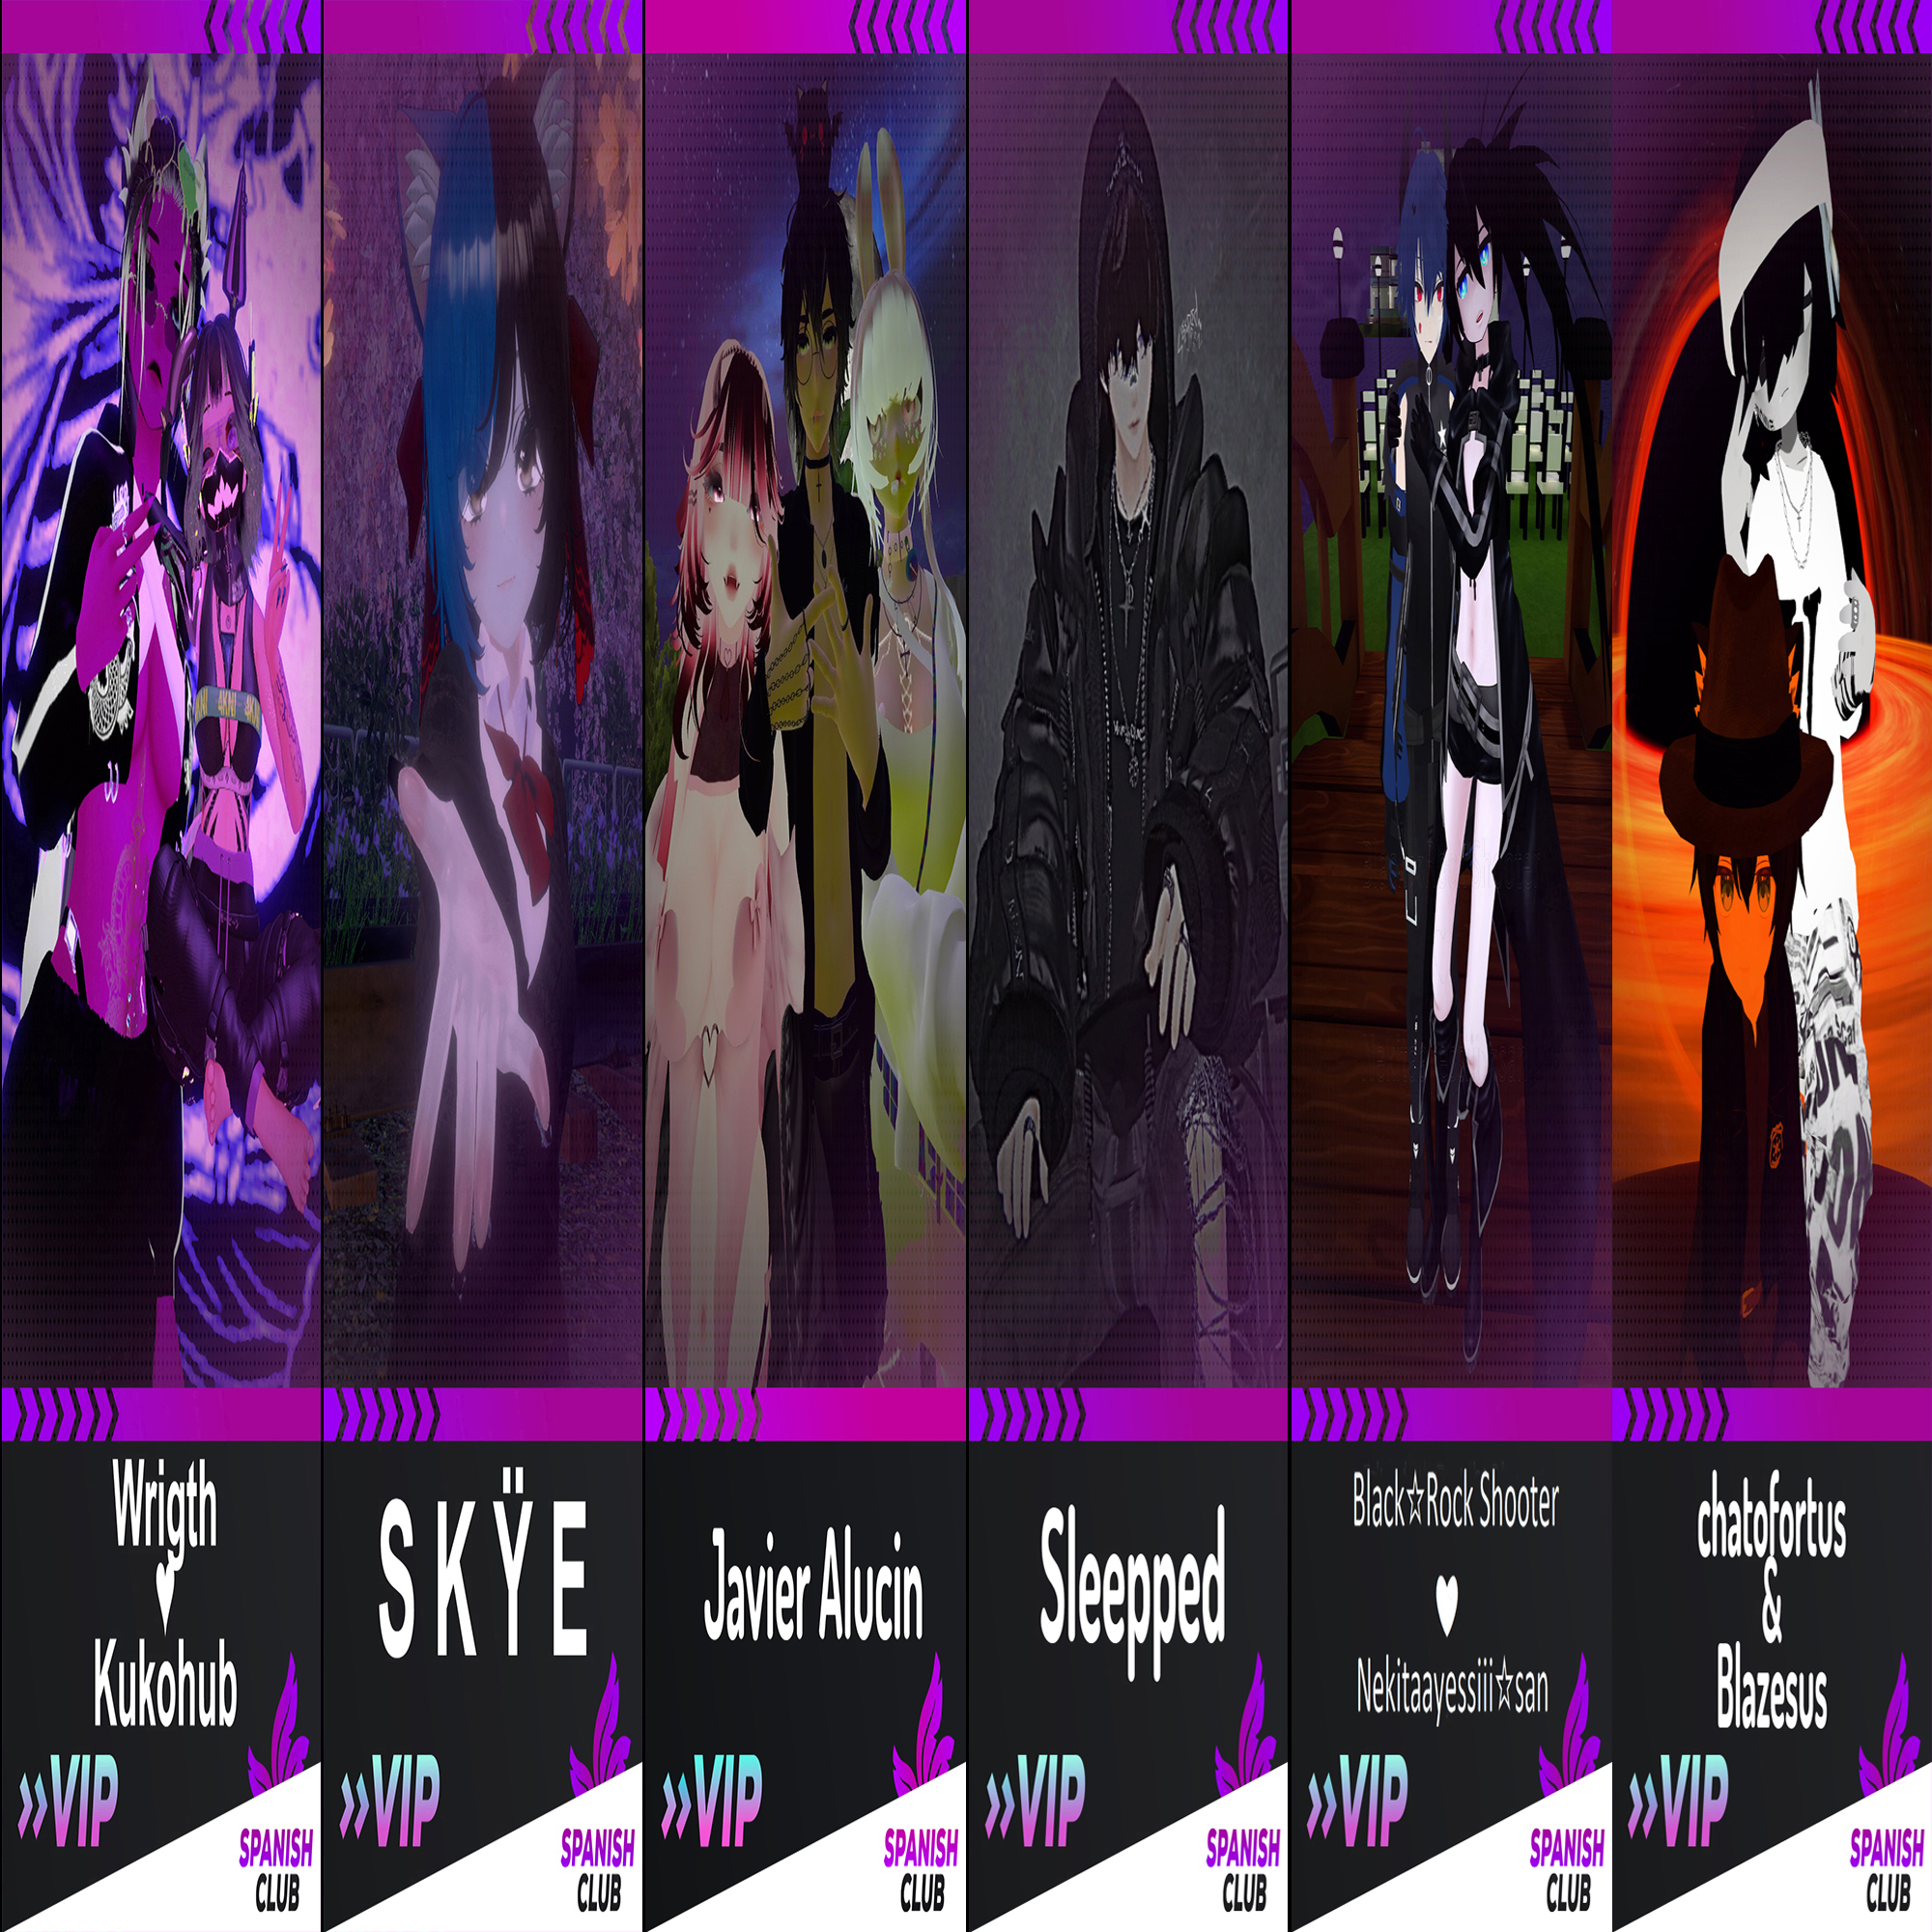 Wrigth
♥
Kukohub
»VIP
SPANISH
CLUB
S K Ÿ E
»VIP
SPANISH
CLUB
Javier Alucin
»VIP
SPANISH
CLUB
Sleepped
»VIP
SPANISH
CLUB
Black☆Rock Shooter
♥
Nekitaayessiii☆san
»VIP
SPANISH
CLUB
chatofortus
&
Blazesus
»VIP
SPANISH
CLUB